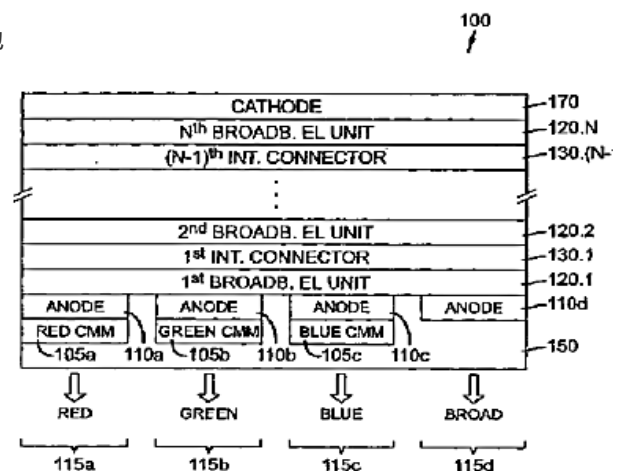 100
CATHODE 170
Nth BROADB. EL UNIT 120.N
(N-1)th INT. CONNECTOR 130.(N-
2nd BROADB. EL UNIT 120.2
1st INT. CONNECTOR 130.1
1st BROADB. EL UNIT 120.1
ANODE ANODE ANODE ANODE 110d
RED CMM GREEN CMM BLUE CMM
105a 110a 105b 110b 105c 110c 150
RED GREEN BLUE BROAD
115a 115b 115c 115d